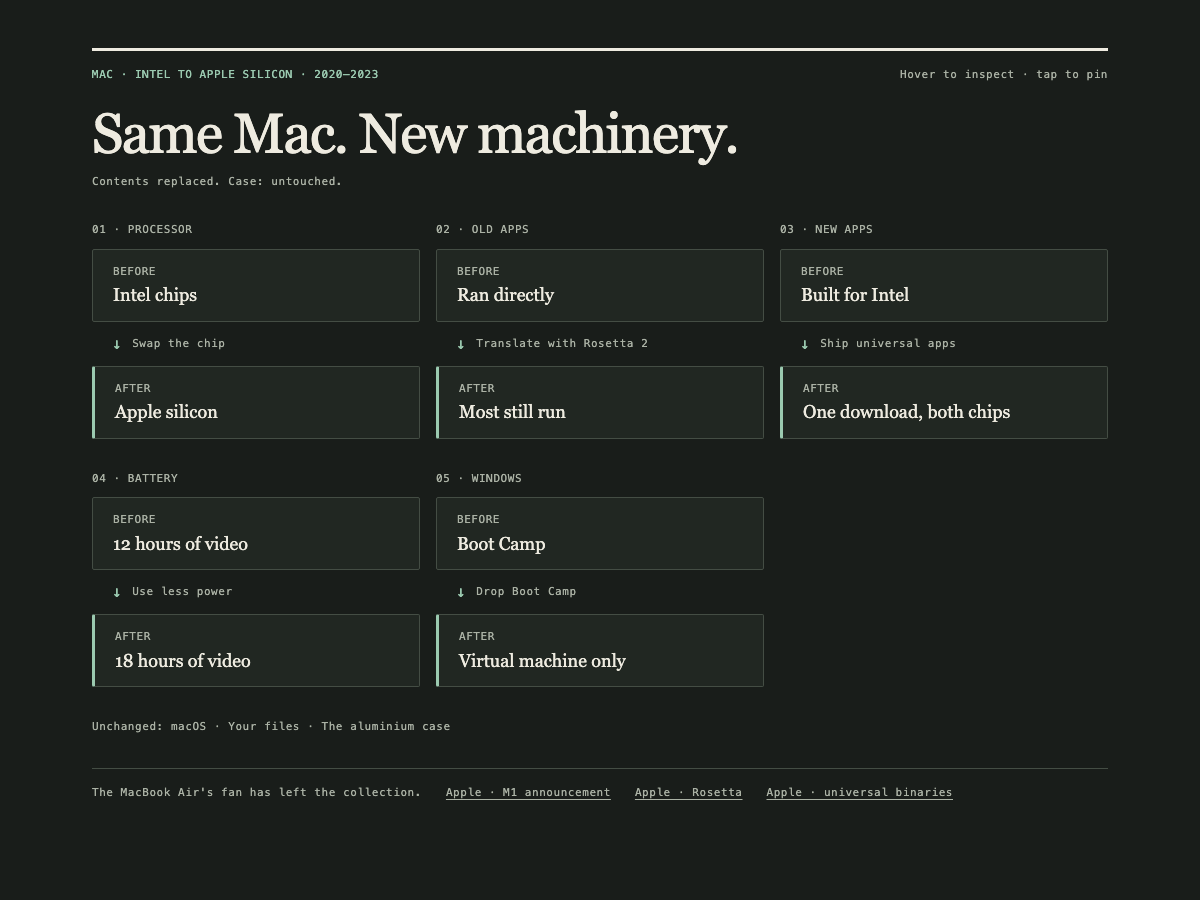 MAC · INTEL TO APPLE SILICON · 2020–2023
Hover to inspect · tap to pin
Same Mac. New machinery.
Contents replaced. Case: untouched.
01 · PROCESSOR
BEFORE
Intel chips
↓ Swap the chip
AFTER
Apple silicon
02 · OLD APPS
BEFORE
Ran directly
↓ Translate with Rosetta 2
AFTER
Most still run
03 · NEW APPS
BEFORE
Built for Intel
↓ Ship universal apps
AFTER
One download, both chips
04 · BATTERY
BEFORE
12 hours of video
↓ Use less power
AFTER
18 hours of video
05 · WINDOWS
BEFORE
Boot Camp
↓ Drop Boot Camp
AFTER
Virtual machine only
Unchanged: macOS · Your files · The aluminium case
The MacBook Air's fan has left the collection. Apple · M1 announcement Apple · Rosetta Apple · universal binaries